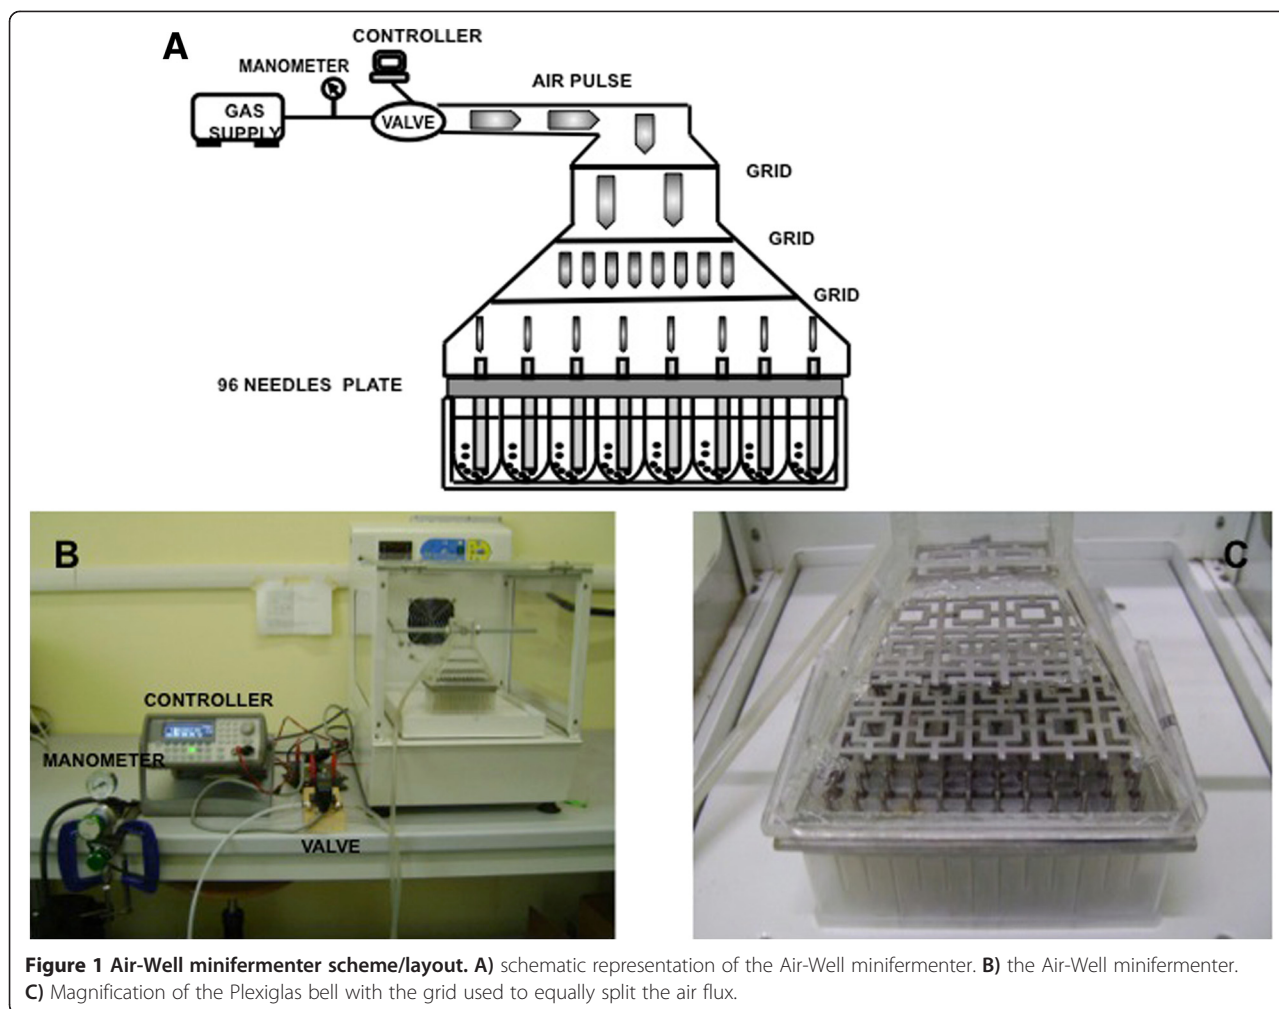 A
CONTROLLER
MANOMETER
AIR PULSE
GAS
SUPPLY
VALVE
GRID
GRID
GRID
96 NEEDLES PLATE
B
C
CONTROLLER
MANOMETER
VALVE
Figure 1 Air-Well minifermenter scheme/layout. A) schematic representation of the Air-Well minifermenter. B) the Air-Well minifermenter.
C) Magnification of the Plexiglas bell with the grid used to equally split the air flux.